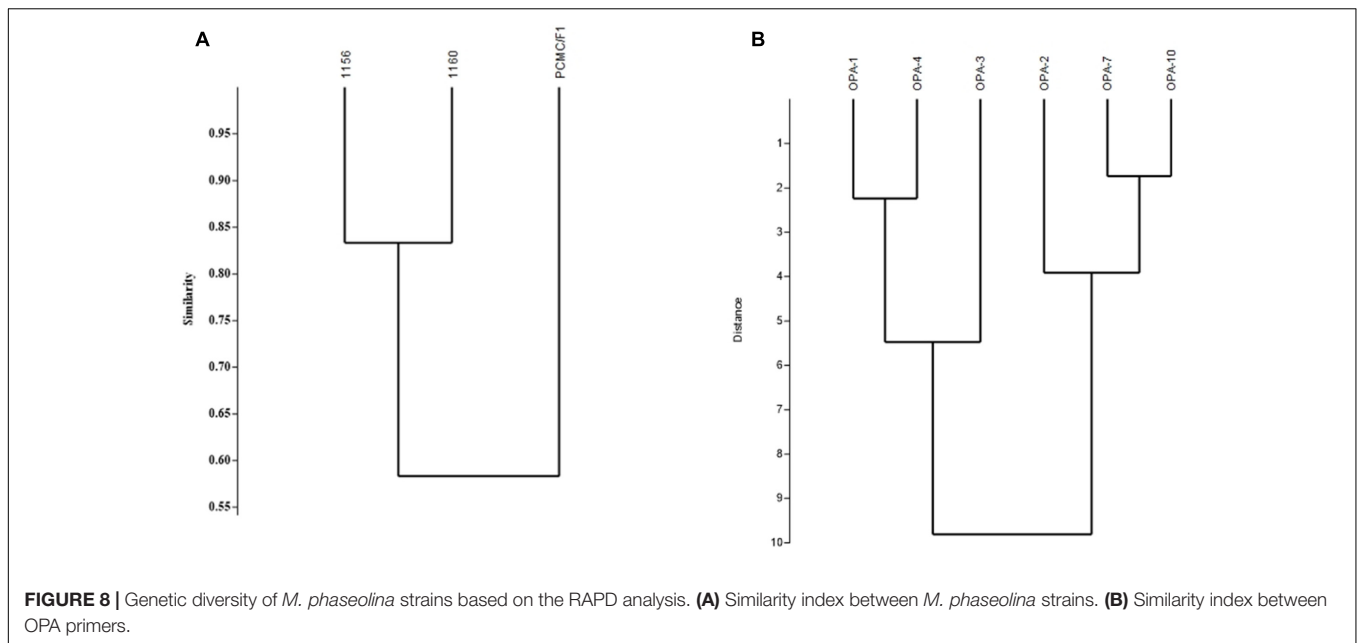 A
1156
1160
PCMC/F1
0.95
0.90
0.85
0.80
0.75
0.70
0.65
0.60
0.55
Similarity
B
OPA-1
OPA-4
OPA-3
OPA-2
OPA-7
OPA-10
1
2
3
4
5
6
7
8
9
10
Distance
FIGURE 8 | Genetic diversity of M. phaseolina strains based on the RAPD analysis. (A) Similarity index between M. phaseolina strains. (B) Similarity index between
OPA primers.